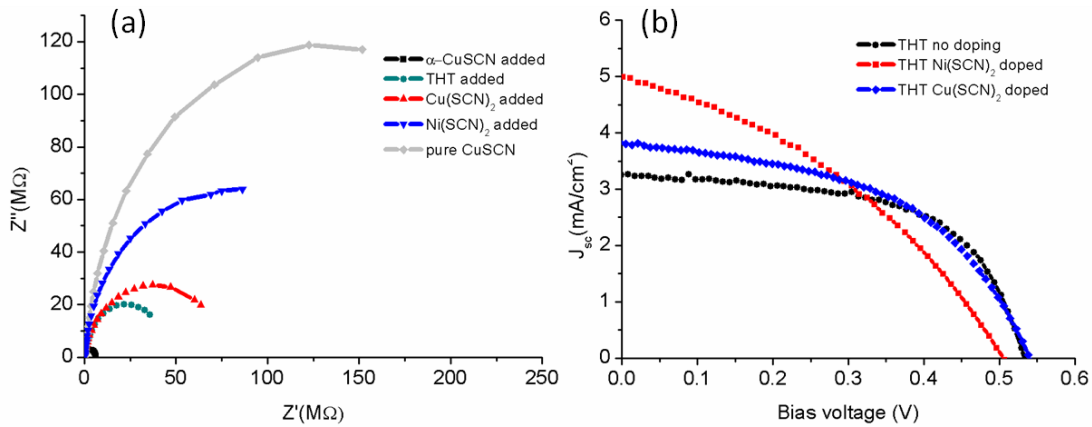 (a)
120
100
80
60
40
20
0
Z''(MΩ)
0 50 100 150 200 250
Z'(MΩ)
α-CuSCN added
THT added
Cu(SCN)₂ added
Ni(SCN)₂ added
pure CuSCN
(b)
6
5
4
3
2
1
0
J_sc(mA/cm²)
0.0 0.1 0.2 0.3 0.4 0.5 0.6
Bias voltage (V)
THT no doping
THT Ni(SCN)₂ doped
THT Cu(SCN)₂ doped